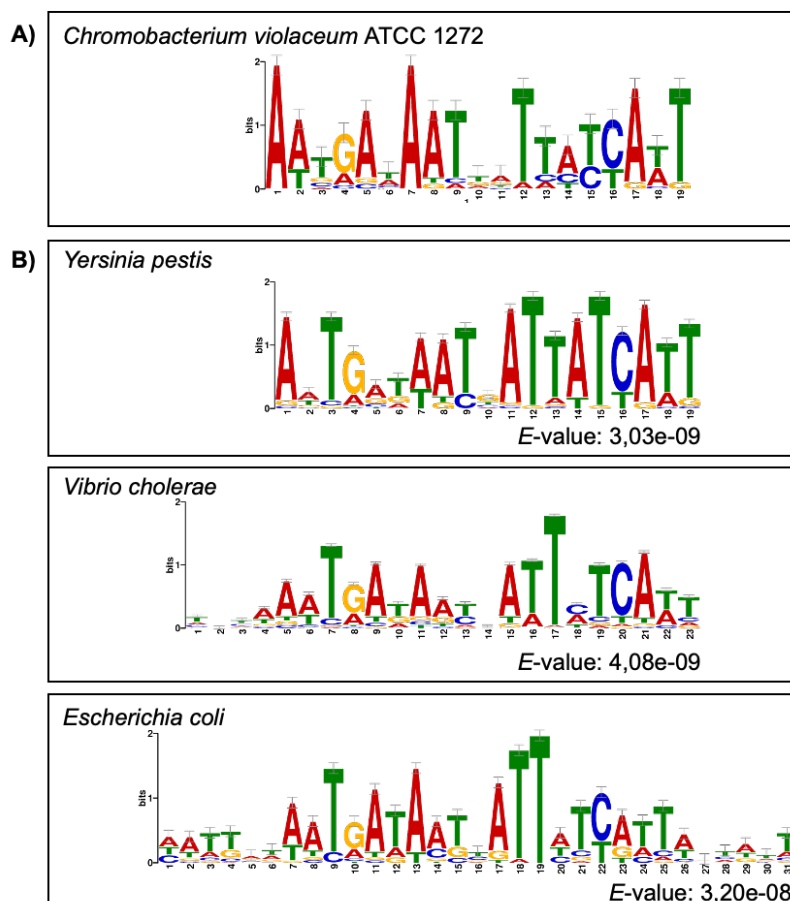 A) Chromobacterium violaceum ATCC 1272
2
1
0
bits
1 2 3 4 5 6 7 8 9 10 11 12 13 14 15 16 17 18 19
B) Yersinia pestis
2
1
0
bits
1 2 3 4 5 6 7 8 9 10 11 12 13 14 15 16 17 18 19
E-value: 3,03e-09
Vibrio cholerae
2
1
0
bits
1 2 3 4 5 6 7 8 9 10 11 12 13 14 15 16 17 18 19 20 21 22 23
E-value: 4,08e-09
Escherichia coli
2
1
0
bits
1 2 3 4 5 6 7 8 9 10 11 12 13 14 15 16 17 18 19 20 21 22 23 24 25 26 27 28 29 30 31
E-value: 3,20e-08